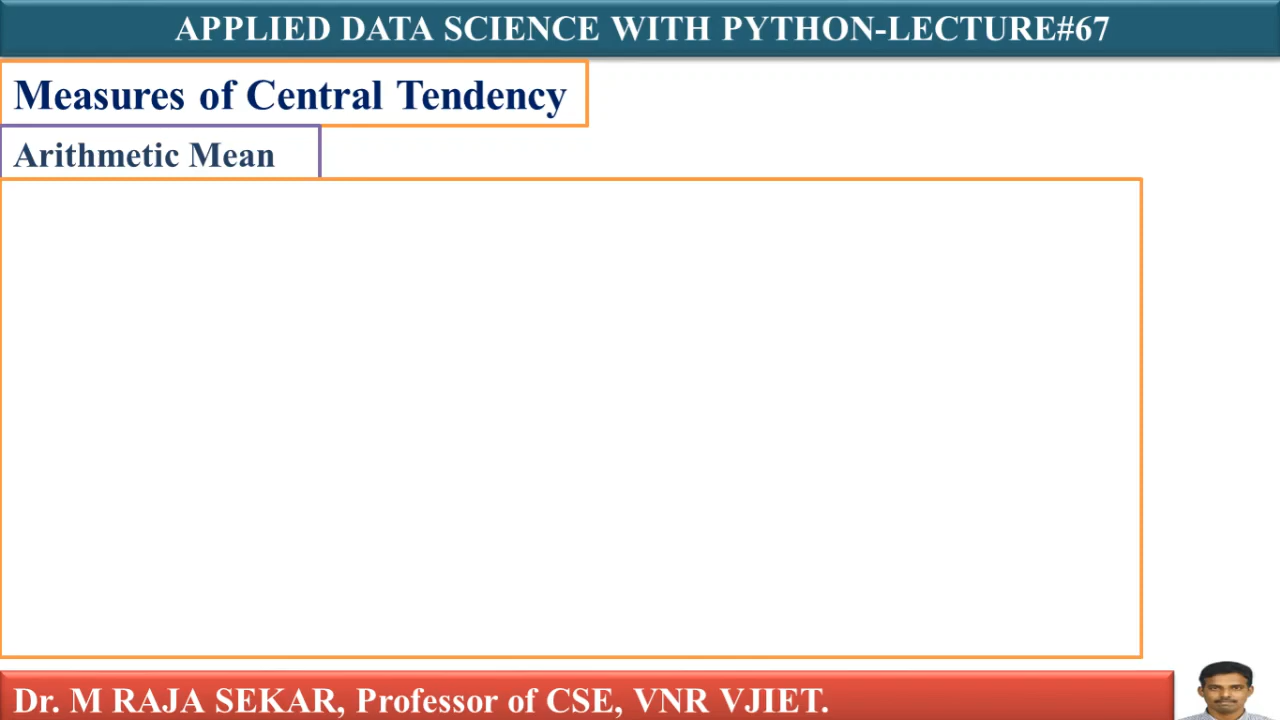 APPLIED DATA SCIENCE WITH PYTHON-LECTURE#67
Measures of Central Tendency
Arithmetic Mean
Dr. M RAJA SEKAR, Professor of CSE, VNR VJIET.